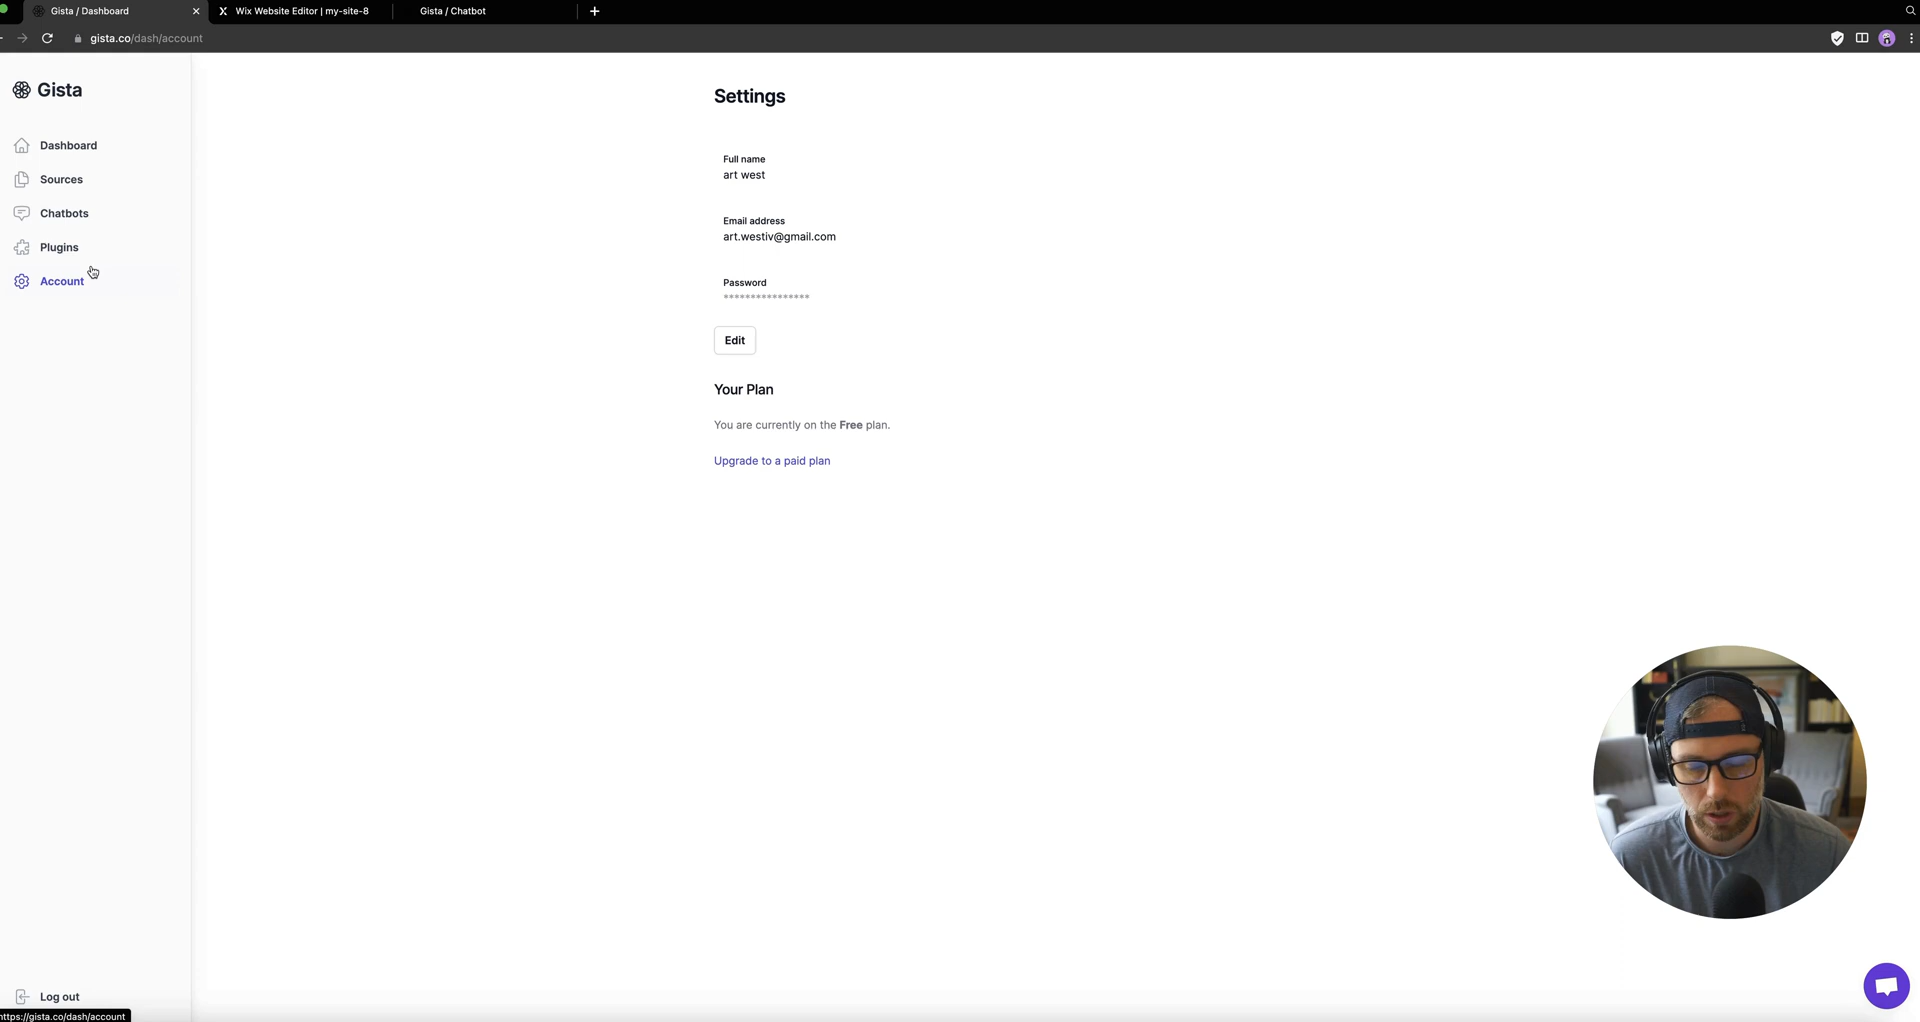 Gista / Dashboard
Wix Website Editor | my-site-8
Gista / Chatbot
gista.co/dash/account
Gista
Dashboard
Sources
Chatbots
Plugins
Account
Log out
https://gista.co/dash/account
Settings
Full name
art west
Email address
art.westiv@gmail.com
Password
****************
Edit
Your Plan
You are currently on the Free plan.
Upgrade to a paid plan